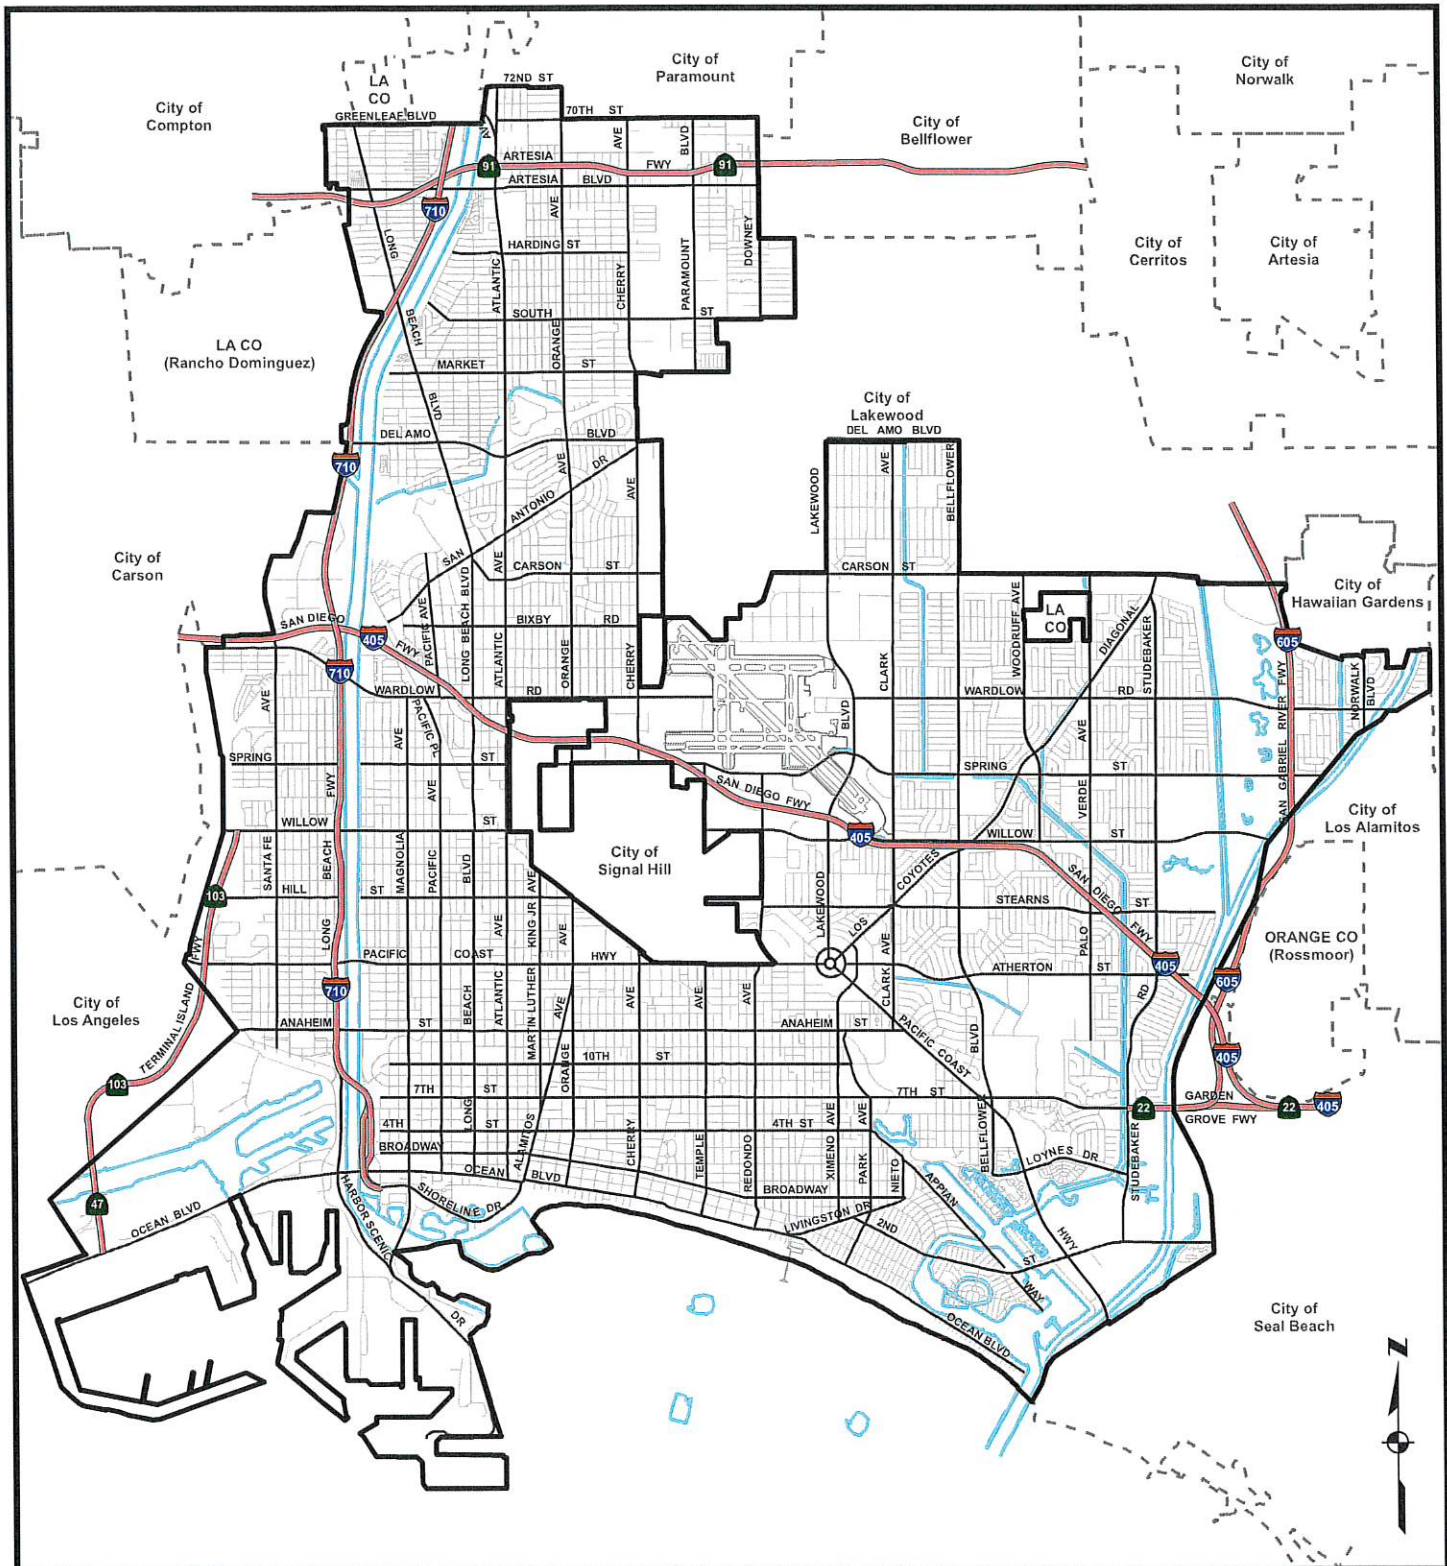 City of
Paramount
City of
Norwalk
LA
CO
72ND ST
City of
Compton
GREENLEAF BLVD
70TH ST
City of
Bellflower
AVE
BLVD
ARTESIA
FWY
91
91
ARTESIA BLVD
710
AVE
LONG
HARDING ST
DOWNEY
City of
Cerritos
City of
Artesia
ATLANTIC
CHERRY
PARAMOUNT
SOUTH ST
BEACH
ORANGE
LA CO
(Rancho Dominguez)
MARKET ST
BLVD
City of
Lakewood
DEL AMO BLVD
DEL AMO BLVD
710
AVE
DR
AVE
LAKEWOOD
AVE
BELLFLOWER
ANTONIO
SAN
City of
Carson
AVE
CARSON ST
CARSON ST
City of
Hawaiian Gardens
LA
CO
WOODRUFF AVE
DIAGONAL
STUDEBAKER
SAN DIEGO
405
FWY
PACIFIC AVE
LONG BEACH BLVD
ATLANTIC
BIXBY RD
ORANGE
CHERRY
CLARK
605
710
WARDLOW RD
WARDLOW RD
NORWALK
BLVD
PACIFIC PL
AVE
AVE
BLVD
AVE
SAN GABRIEL RIVER FWY
SPRING ST
SPRING ST
SAN DIEGO FWY
FWY
AVE
VERDE
City of
Los Alamitos
WILLOW ST
405
WILLOW ST
City of
Signal Hill
SANTA FE
BEACH
MAGNOLIA
PACIFIC
BLVD
COYOTES
SAN DIEGO
FWY
HILL ST
103
KING JR AVE
LAKEWOOD
LOS
STEARNS ST
LONG
AVE
AVE
PALO
ORANGE CO
(Rossmoor)
FWY
PACIFIC COAST HWY
AVE
ATHERTON ST
405
605
710
CLARK
RD
City of
Los Angeles
TERMINAL ISLAND
BEACH
ATLANTIC
MARTIN LUTHER
AVE
AVE
AVE
AVE
ANAHEIM ST
ANAHEIM ST
PACIFIC COAST
BLVD
10TH ST
405
103
ORANGE
7TH ST
7TH ST
GARDEN
GROVE FWY
22
22
405
LONG
4TH ST
4TH ST
AVE
AVE
BELLFLOWER
BROADWAY
ALAMITOS
CHERRY
TEMPLE
REDONDO
XIMENO
PARK
NIETO
LOYNES DR
STUDEBAKER
OCEAN BLVD
BROADWAY
APPIAN
HARBOR SCENIC
SHORELINE DR
47
OCEAN BLVD
LIVINGSTON DR
2ND ST
HWY
WAY
DR
OCEAN BLVD
City of
Seal Beach
N